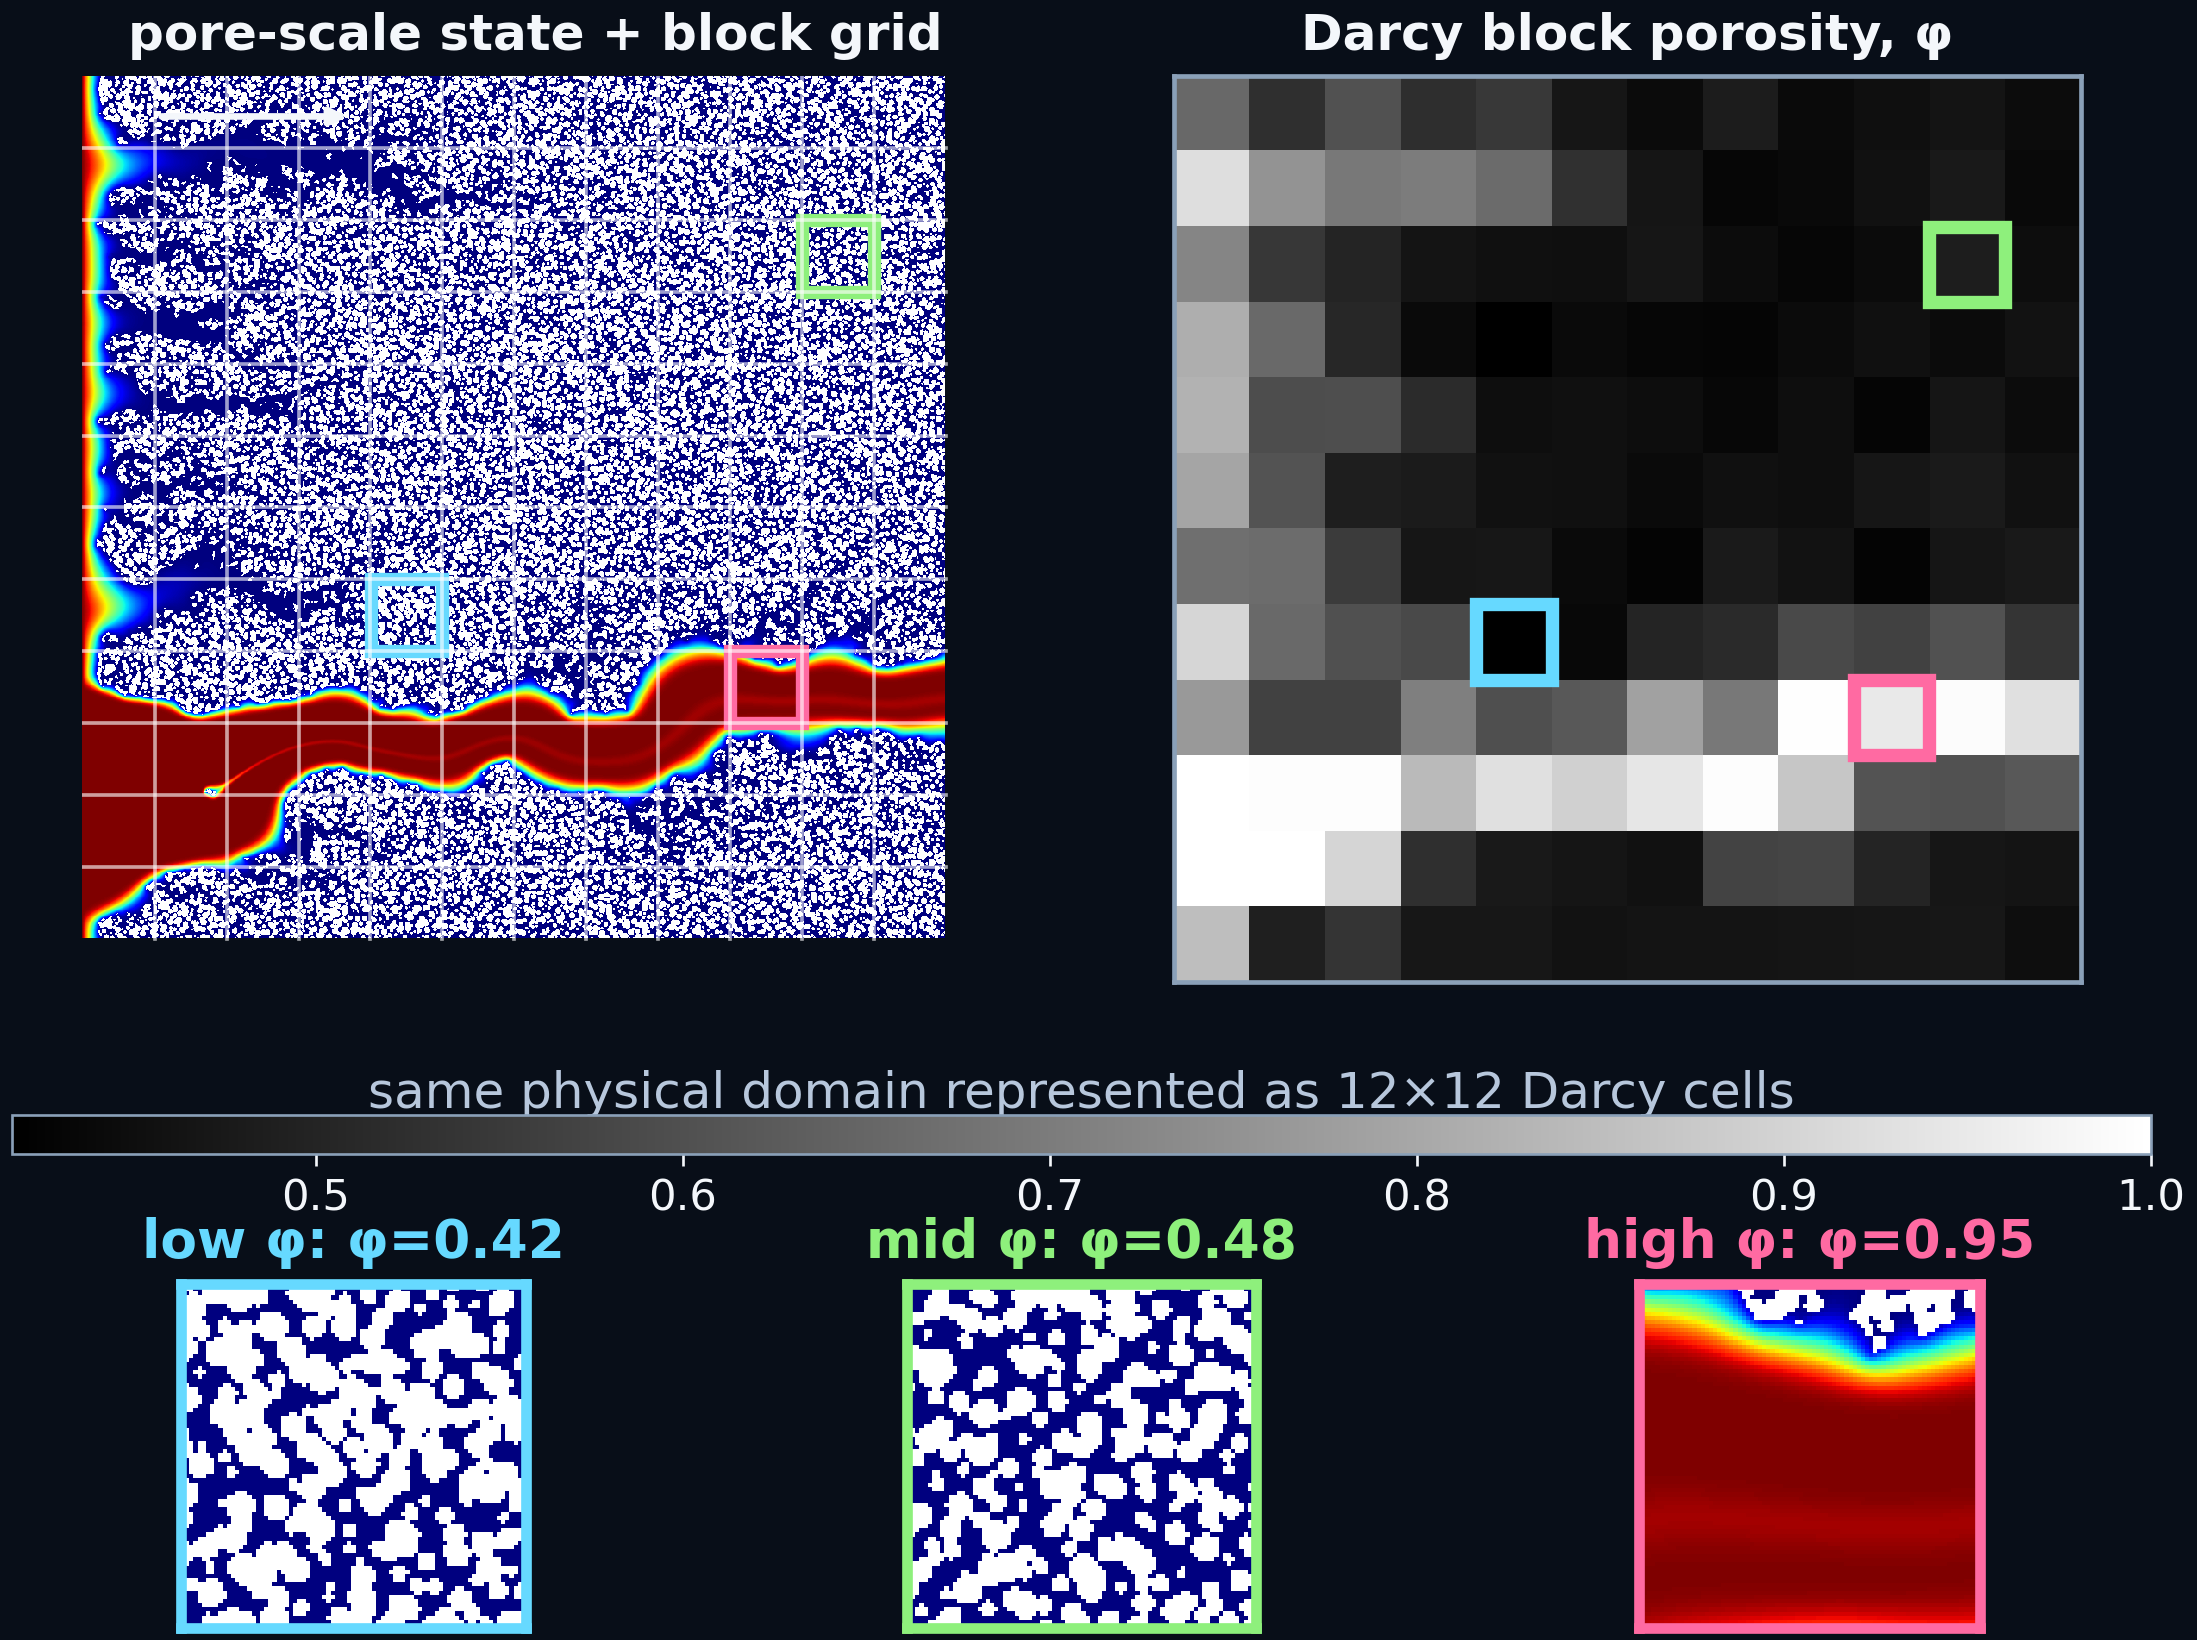 pore-scale state + block grid
Darcy block porosity, φ
same physical domain represented as 12×12 Darcy cells
0.5 0.6 0.7 0.8 0.9 1.0
low φ: φ=0.42
mid φ: φ=0.48
high φ: φ=0.95